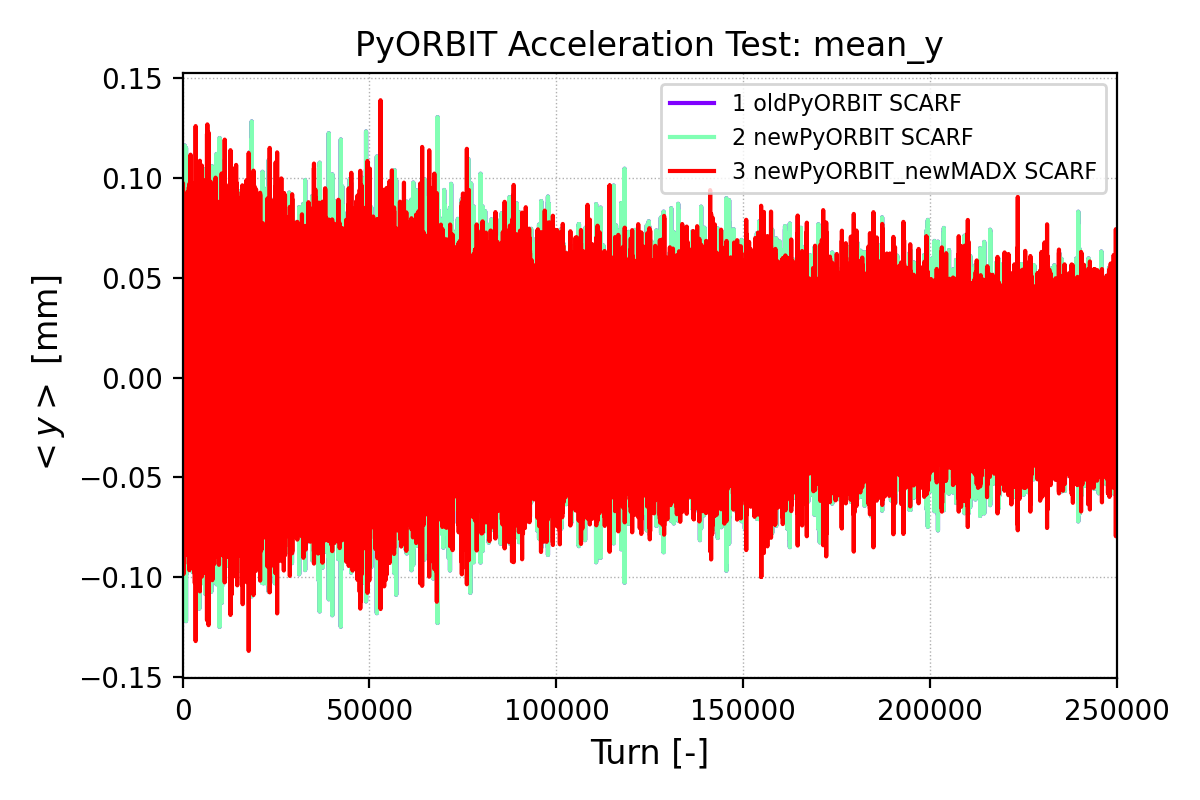 PyORBIT Acceleration Test: mean_y
0.15
0.10
0.05
0.00
−0.05
−0.10
−0.15
<y> [mm]
1 oldPyORBIT SCARF
2 newPyORBIT SCARF
3 newPyORBIT_newMADX SCARF
0 50000 100000 150000 200000 250000
Turn [-]